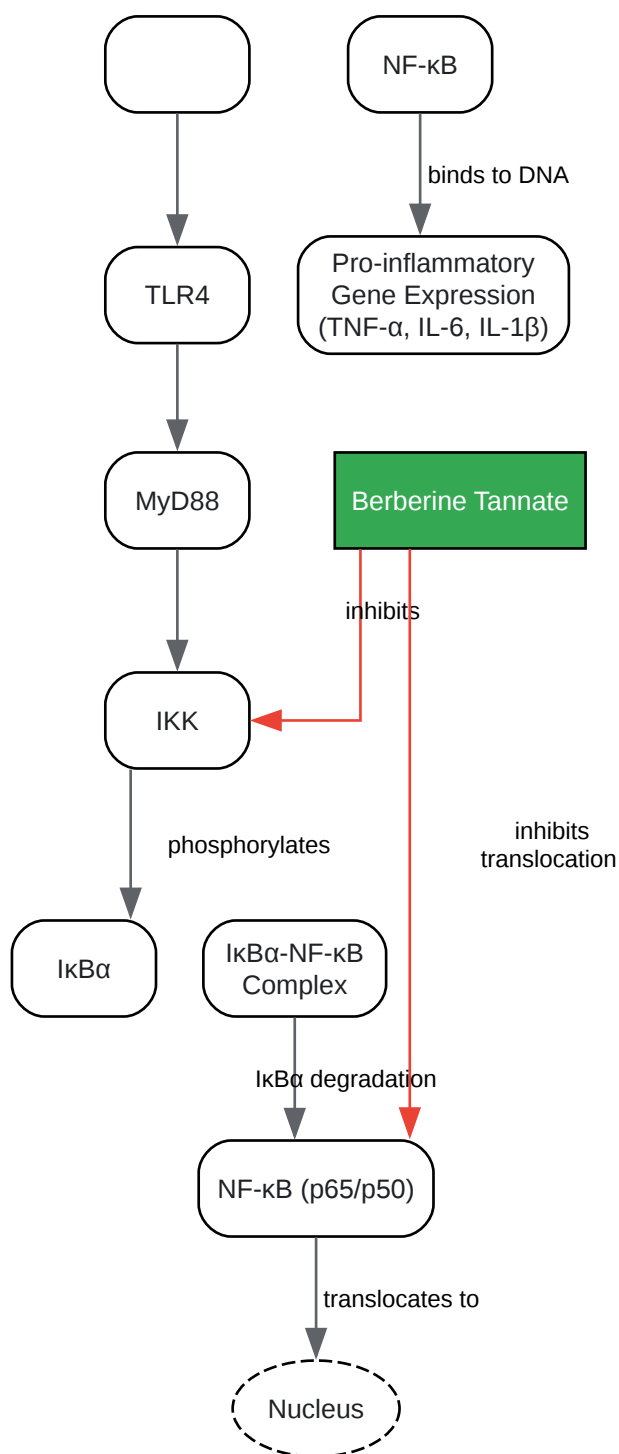 NF-κB
binds to DNA
TLR4
Pro-inflammatory
Gene Expression
(TNF-α, IL-6, IL-1β)
MyD88
Berberine Tannate
inhibits
IKK
phosphorylates
inhibits
translocation
IκBα
IκBα-NF-κB
Complex
IκBα degradation
NF-κB (p65/p50)
translocates to
Nucleus